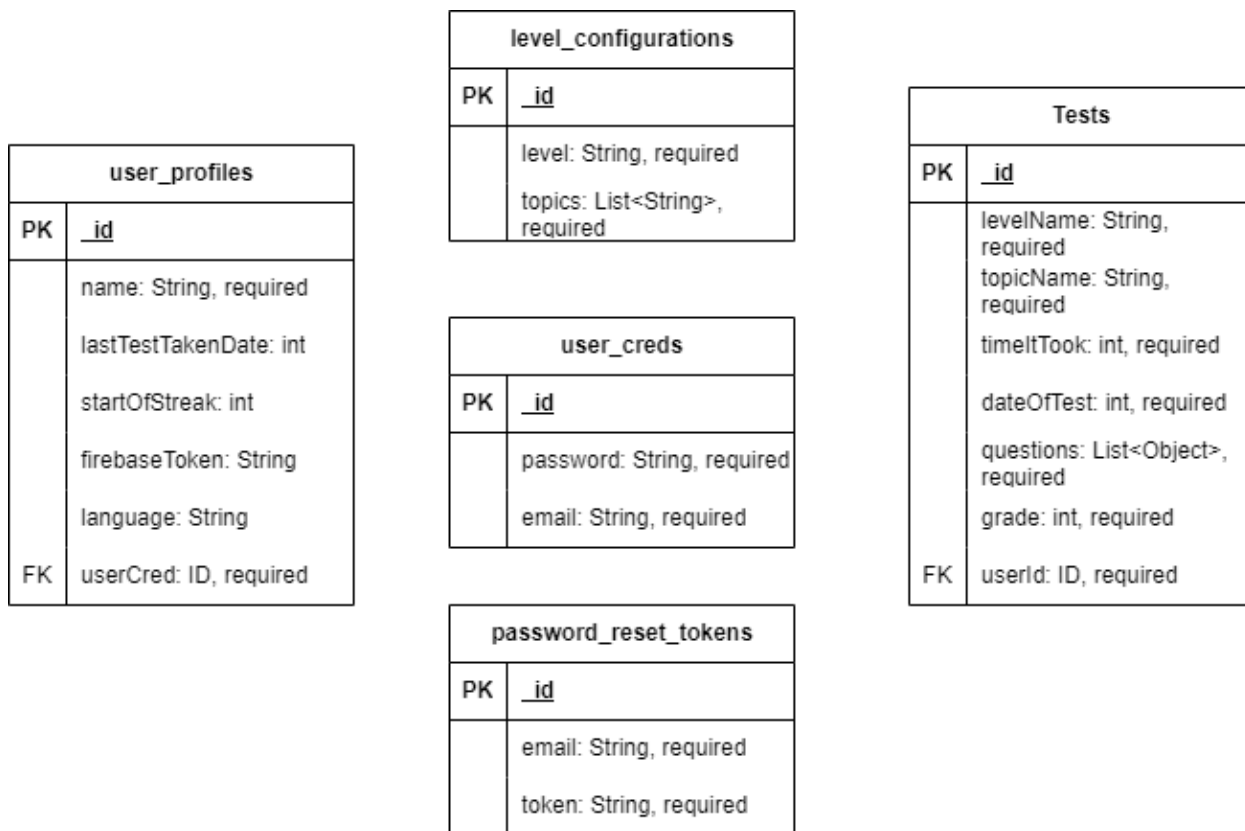 level_configurations
PK _id
level: String, required
topics: List<String>,
required
user_profiles
PK _id
name: String, required
lastTestTakenDate: int
startOfStreak: int
firebaseToken: String
language: String
FK userCred: ID, required
user_creds
PK _id
password: String, required
email: String, required
password_reset_tokens
PK _id
email: String, required
token: String, required
Tests
PK _id
levelName: String,
required
topicName: String,
required
timeItTook: int, required
dateOfTest: int, required
questions: List<Object>,
required
grade: int, required
FK userId: ID, required